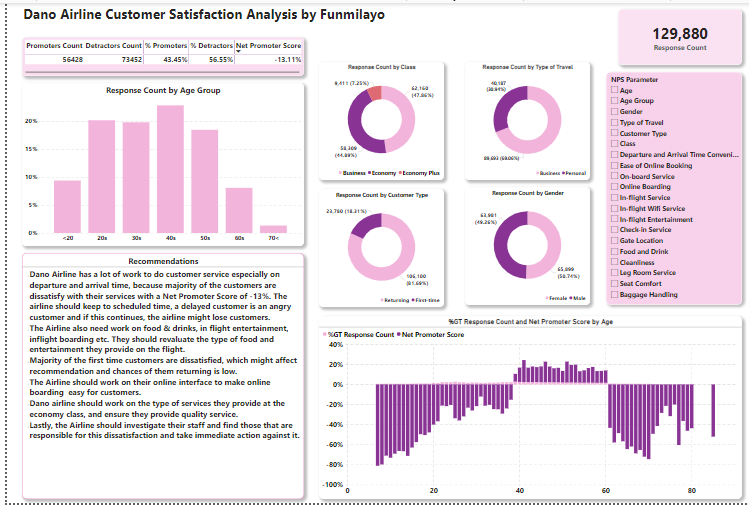 Dano Airline Customer Satisfaction Analysis by Funmilayo
129,880
Response Count
Promoters Count Detractors Count % Promoters % Detractors Net Promoter Score
56428 73452 43.45% 56.55% -13.11%
Response Count by Age Group
20%
15%
10%
5%
0%
<20 20s 30s 40s 50s 60s 70<
Response Count by Class
9,411 (7.25%)
62,160
(47.86%)
58,309
(44.89%)
Business Economy Economy Plus
Response Count by Type of Travel
40,187
(30.94%)
89,693 (69.06%)
Business Personal
Response Count by Customer Type
23,780 (18.31%)
106,100
(81.69%)
Returning First-time
Response Count by Gender
63,981
(49.26%)
65,899
(50.74%)
Female Male
NPS Parameter
Age
Age Group
Gender
Type of Travel
Customer Type
Class
Departure and Arrival Time Conveni...
Ease of Online Booking
On-board Service
Online Boarding
In-flight Service
In-flight Wifi Service
In-flight Entertainment
Check-in Service
Gate Location
Food and Drink
Cleanliness
Leg Room Service
Seat Comfort
Baggage Handling
Recommendations
Dano Airline has a lot of work to do customer service especially on
departure and arrival time, because majority of the customers are
dissatisfy with their services with a Net Promoter Score of -13%. The
airline should keep to scheduled time, a delayed customer is an angry
customer and if this continues, the airline might lose customers.
The Airline also need work on food & drinks, in flight entertainment,
inflight boarding etc. They should revaluate the type of food and
entertainment they provide on the flight.
Majority of the first time customers are dissatisfied, which might affect
recommendation and chances of them returning is low.
The Airline should work on their online interface to make online
boarding easy for customers.
Dano airline should work on the type of services they provide at the
economy class, and ensure they provide quality service.
Lastly, the Airline should investigate their staff and find those that are
responsible for this dissatisfaction and take immediate action against it.
%GT Response Count and Net Promoter Score by Age
%GT Response Count Net Promoter Score
40%
20%
0%
-20%
-40%
-60%
-80%
-100%
0 20 40 60 80